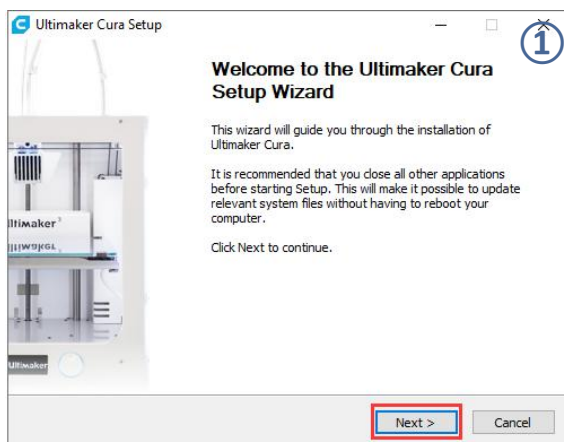 Ultimaker Cura Setup
①
Welcome to the Ultimaker Cura
Setup Wizard
This wizard will guide you through the installation of
Ultimaker Cura.
It is recommended that you close all other applications
before starting Setup. This will make it possible to update
relevant system files without having to reboot your
computer.
Click Next to continue.
Ultimaker³
Ultimaker
Next >
Cancel